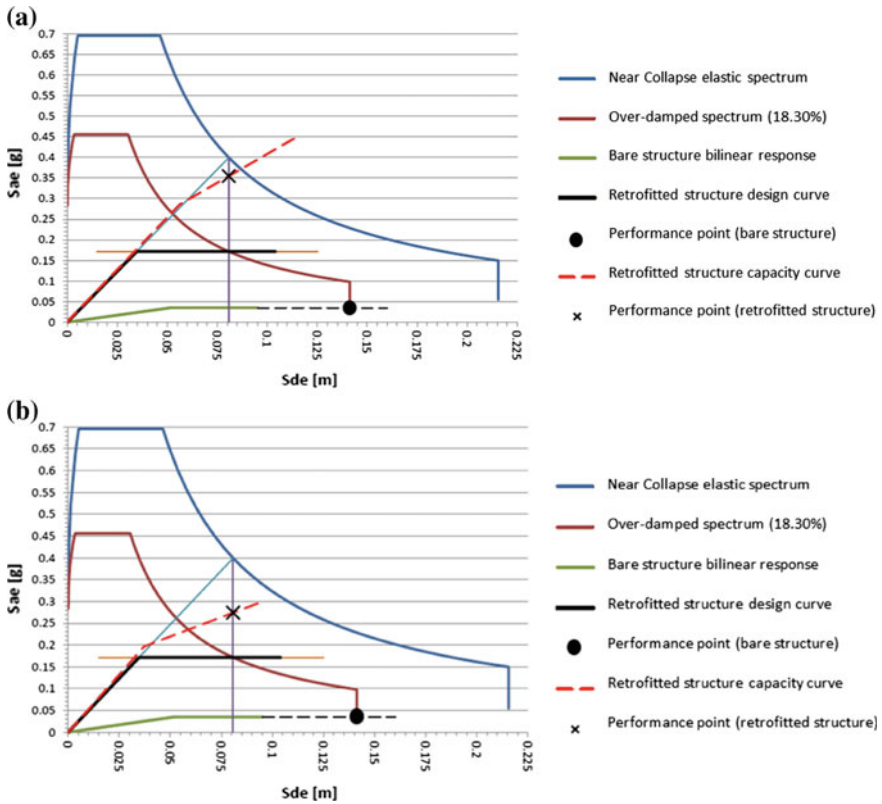 (a)
0.7
0.65
0.6
0.55
0.5
0.45
0.4
0.35
0.3
0.25
0.2
0.15
0.1
0.05
0
Sae [g]
0
0.025
0.05
0.075
0.1
0.125
0.15
0.175
0.2
0.225
Sde [m]
Near Collapse elastic spectrum
Over-damped spectrum (18.30%)
Bare structure bilinear response
Retrofitted structure design curve
Performance point (bare structure)
Retrofitted structure capacity curve
Performance point (retrofitted structure)
(b)
0.7
0.65
0.6
0.55
0.5
0.45
0.4
0.35
0.3
0.25
0.2
0.15
0.1
0.05
0
Sae [g]
0
0.025
0.05
0.075
0.1
0.125
0.15
0.175
0.2
0.225
Sde [m]
Near Collapse elastic spectrum
Over-damped spectrum (18.30%)
Bare structure bilinear response
Retrofitted structure design curve
Performance point (bare structure)
Retrofitted structure capacity curve
Performance point (retrofitted structure)